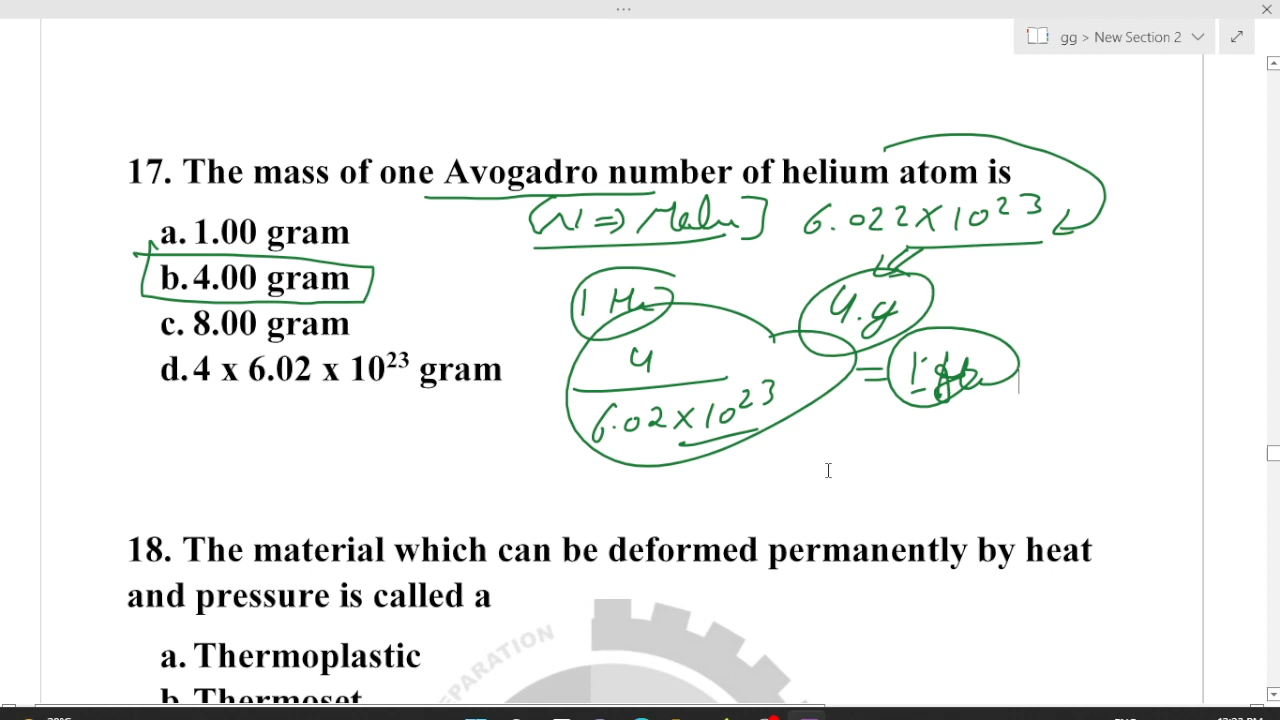 gg > New Section 2
17. The mass of one Avogadro number of helium atom is
a. 1.00 gram
6.022 X 10²³
b. 4.00 gram
4.g
c. 8.00 gram
4
d. 4 x 6.02 x 10²³ gram
=
6.02 X 10²³
18. The material which can be deformed permanently by heat
and pressure is called a
PARATION
a. Thermoplastic
b. Thermoset